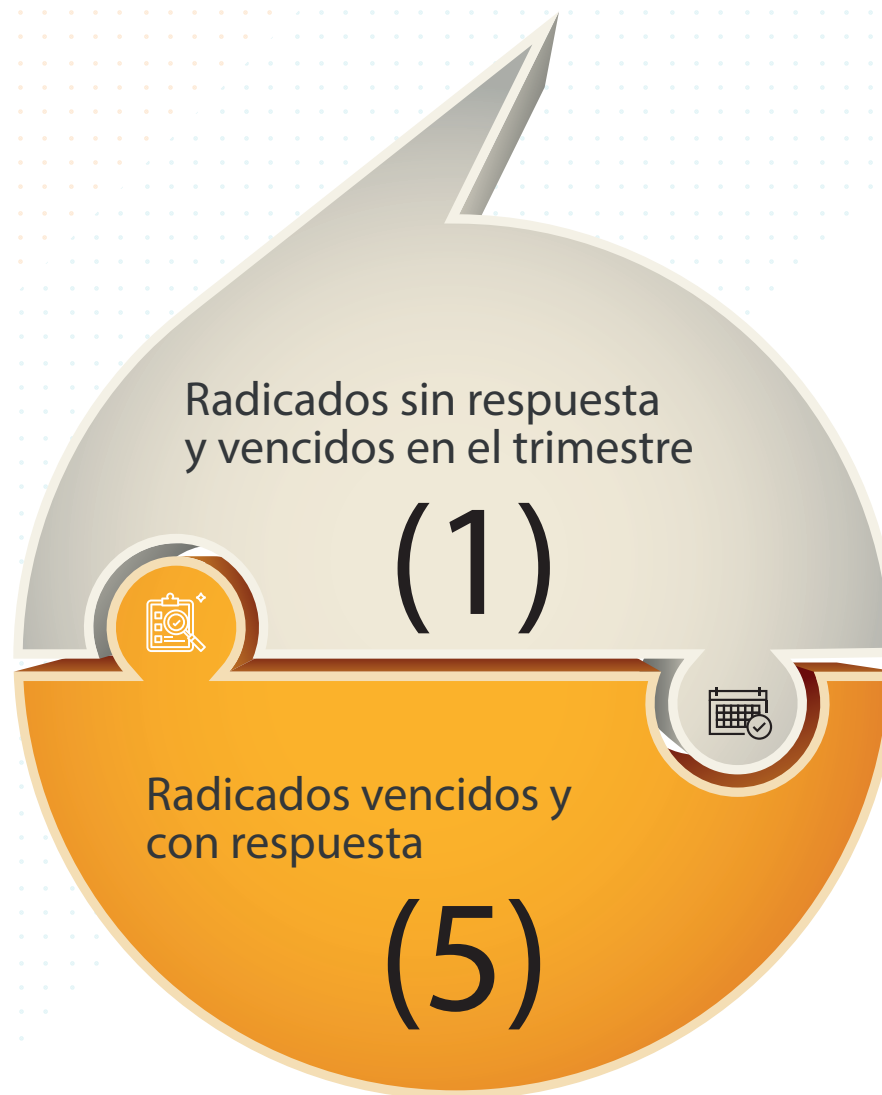 Radicados sin respuesta
y vencidos en el trimestre
(1)
Radicados vencidos y
con respuesta
(5)